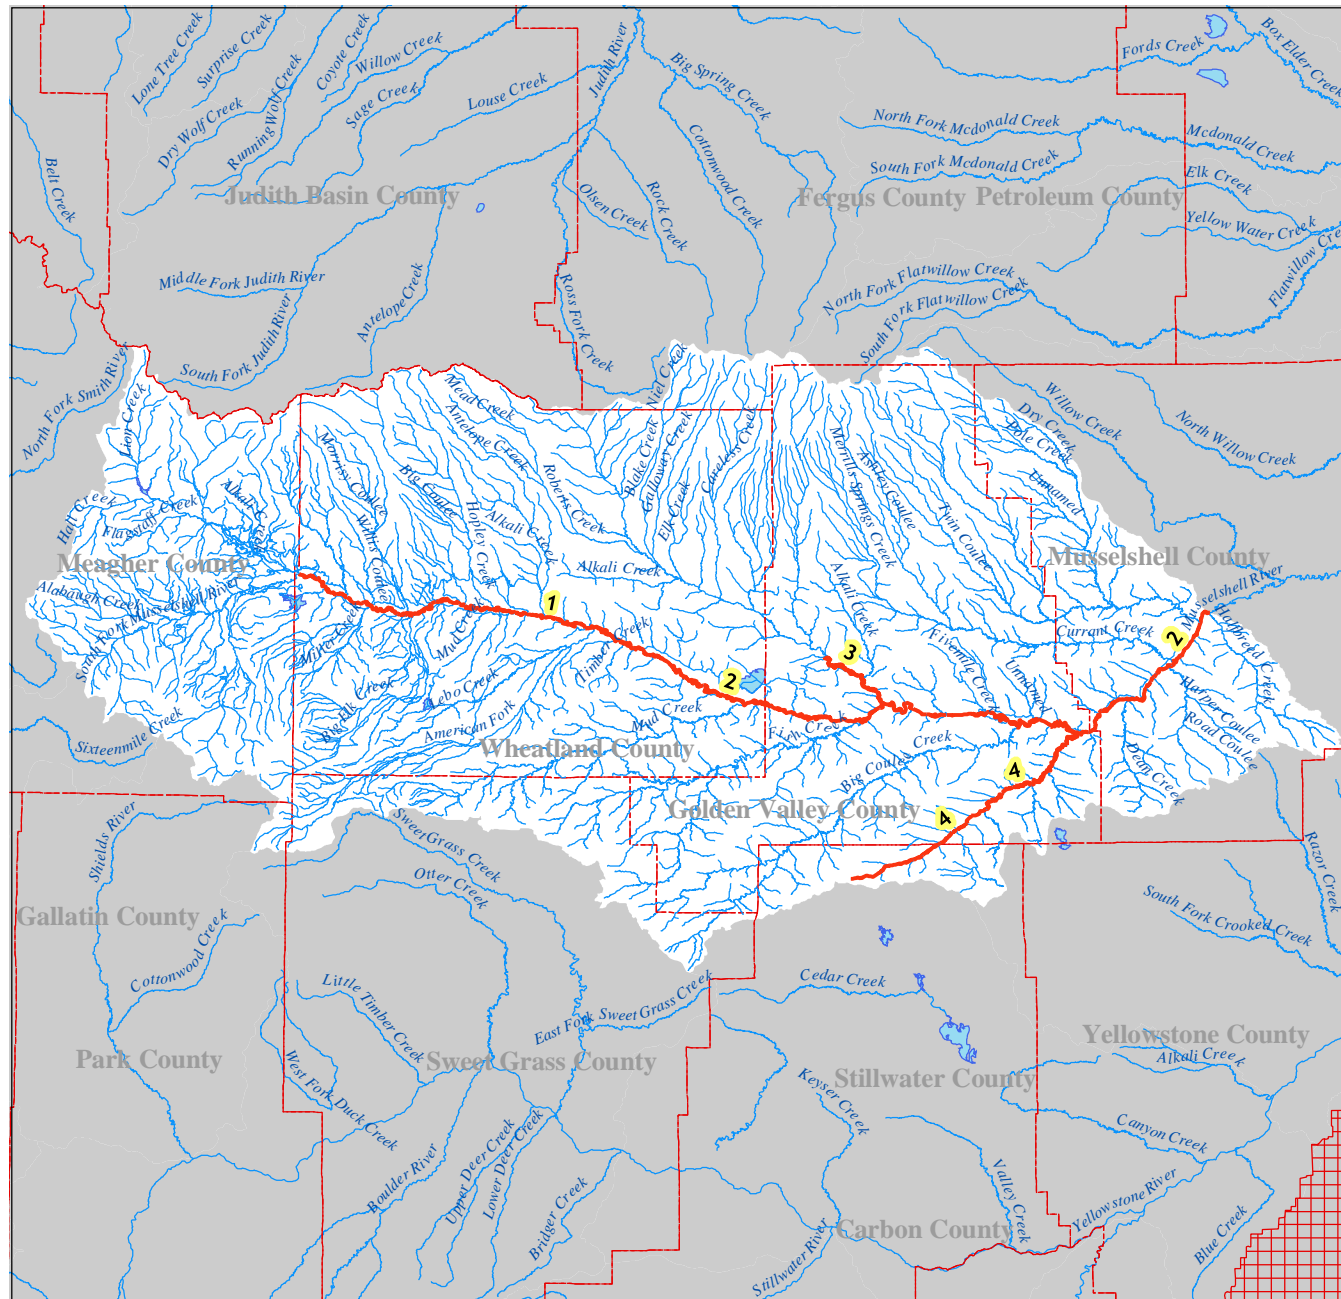 Lone Tree Creek
Surprise Creek
Coyote Creek
Willow Creek
Judith River
Big Spring Creek
Fords Creek
Box Elder Creek
Dry Wolf Creek
Running Wolf Creek
Sage Creek
Louse Creek
Cottonwood Creek
North Fork Mcdonald Creek
Mcdonald Creek
South Fork Mcdonald Creek
Elk Creek
Belt Creek
Judith Basin County
Olsen Creek
Rock Creek
Fergus County
Petroleum County
Yellow Water Creek
Middle Fork Judith River
Antelope Creek
Ross Fork Creek
North Fork Flatwillow Creek
South Fork Flatwillow Creek
Flatwillow Cree
South Fork Judith River
North Fork Smith River
Lion Creek
Mead Creek
Antelope Creek
Niel Creek
Blake Creek
Galloway Creek
Elk Creek
Careless Creek
Merrills Springs Creek
Ashley Coulee
Twin Coulee
Willow Creek
Dry Creek
Pole Creek
Unnamed
North Willow Creek
Morrisy Coulee
Big Coulee
Hopley Creek
Alkali Creek
Roberts Creek
Willis Coulee
Hall Creek
Flagstaff Creek
Alkali Creek
Meagher County
Musselshell County
Alkali Creek
Alkali Crekk
Alabaugh Creek
South Fork Musselshell River
Musselshell River
Halbreed Creek
1
Miller Creek
Mud Creek
Timber Creek
Fivemile Creek
Currant Creek
2
3
Unnamed
Big Elk Creek
Lebo Creek
American Fork
2
Mud Creek
Fish Creek
Harper Coulee
Road Coulee
Sixteenmile Creek
Wheatland County
Big Coulee Creek
4
Dean Creek
Golden Valley County
4
Shields River
Sweet Grass Creek
Otter Creek
Razor Creek
Gallatin County
Cottonwood Creek
South Fork Crooked Creek
Little Timber Creek
East Fork Sweet Grass Creek
Cedar Creek
Park County
West Fork Duck Creek
Sweet Grass County
Keyser Creek
Stillwater County
Yellowstone County
Alkali Creek
Canyon Creek
Boulder River
Upper Deer Creek
Lower Deer Creek
Bridger Creek
Stillwater River
Valley Creek
Carbon County
Yellowstone River
Blue Creek